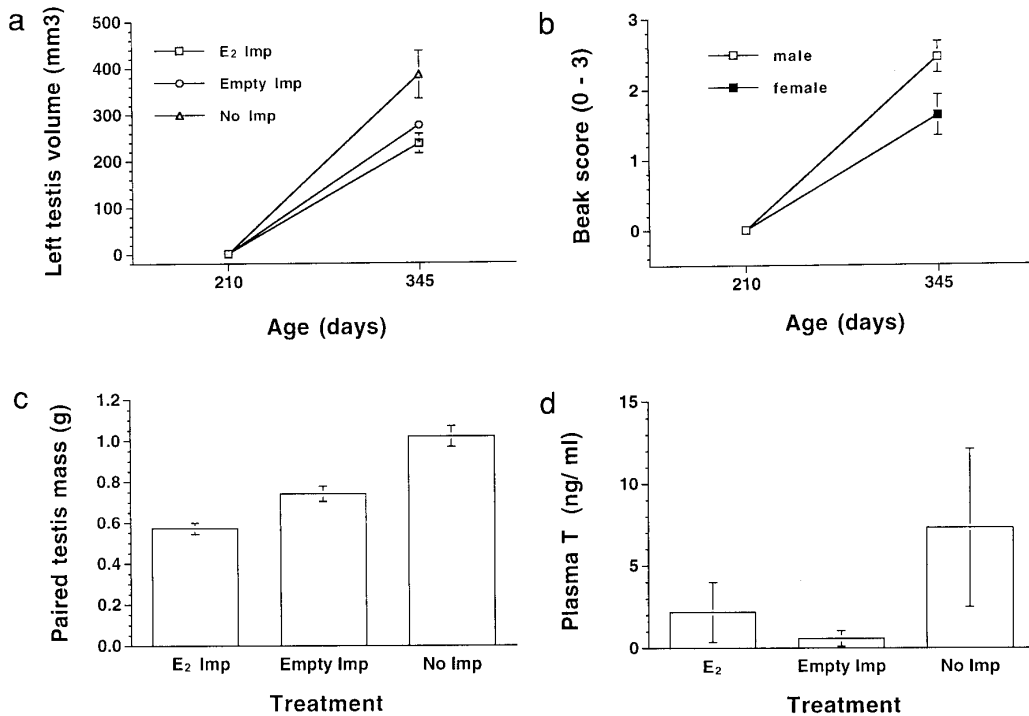 a
Left testis volume (mm3)
500
400
300
200
100
0
E₂ Imp
Empty Imp
No Imp
210
345
Age (days)
b
Beak score (0 - 3)
3
2
1
0
male
female
210
345
Age (days)
c
Paired testis mass (g)
1.2
1.0
0.8
0.6
0.4
0.2
0.0
E₂ Imp
Empty Imp
No Imp
Treatment
d
Plasma T (ng/ ml)
15
10
5
0
E₂
Empty Imp
No Imp
Treatment